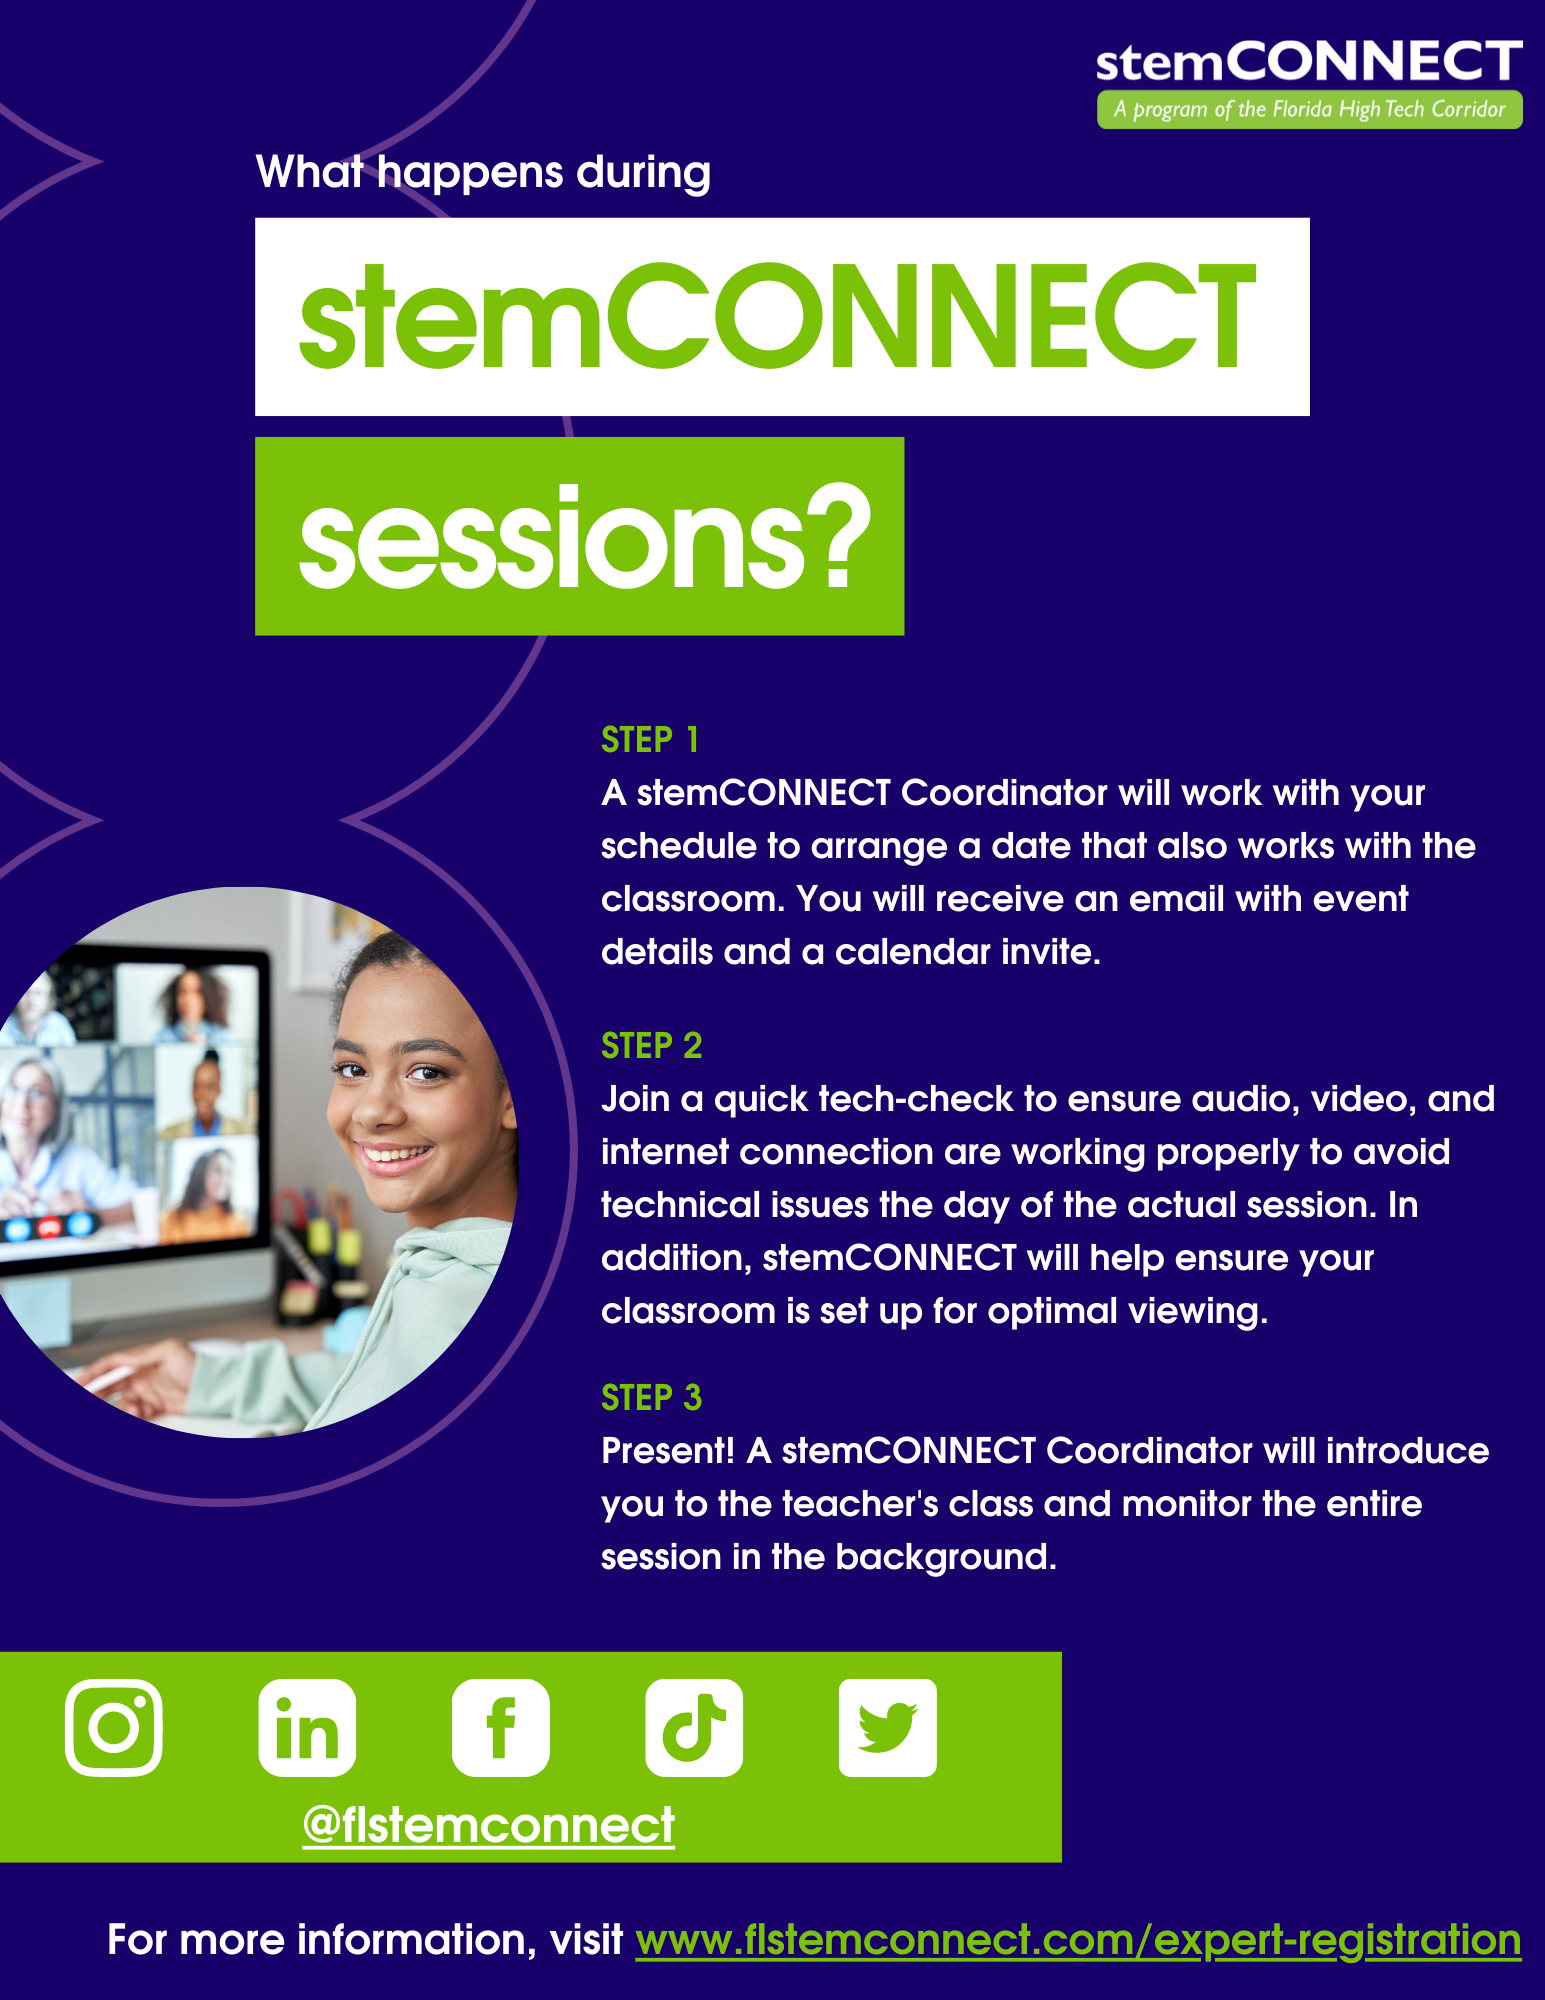 stemCONNECT
A program of the Florida High Tech Corridor
What happens during
stemCONNECT
sessions?
STEP 1
A stemCONNECT Coordinator will work with your
schedule to arrange a date that also works with the
classroom. You will receive an email with event
details and a calendar invite.
STEP 2
Join a quick tech-check to ensure audio, video, and
internet connection are working properly to avoid
technical issues the day of the actual session. In
addition, stemCONNECT will help ensure your
classroom is set up for optimal viewing.
STEP 3
Present! A stemCONNECT Coordinator will introduce
you to the teacher's class and monitor the entire
session in the background.
in
@flstemconnect
For more information, visit www.flstemconnect.com/expert-registration